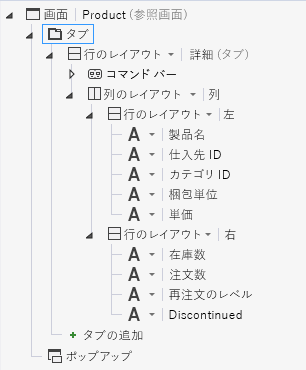 画面 | Product (参照画面)
タブ
行のレイアウト | 詳細 (タブ)
コマンド バー
列のレイアウト | 列
行のレイアウト | 左
A | 製品名
A | 仕入先 ID
A | カテゴリ ID
A | 梱包単位
A | 単価
行のレイアウト | 右
A | 在庫数
A | 注文数
A | 再注文のレベル
A | Discontinued
+ タブの追加
ポップアップ